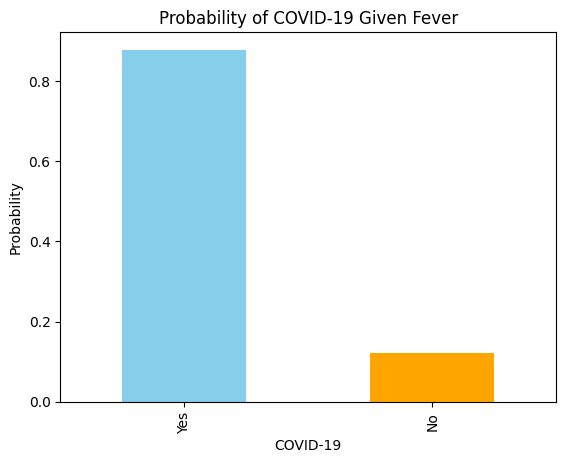 Probability of COVID-19 Given Fever
Probability
0.8
0.6
0.4
0.2
0.0
Yes
No
COVID-19